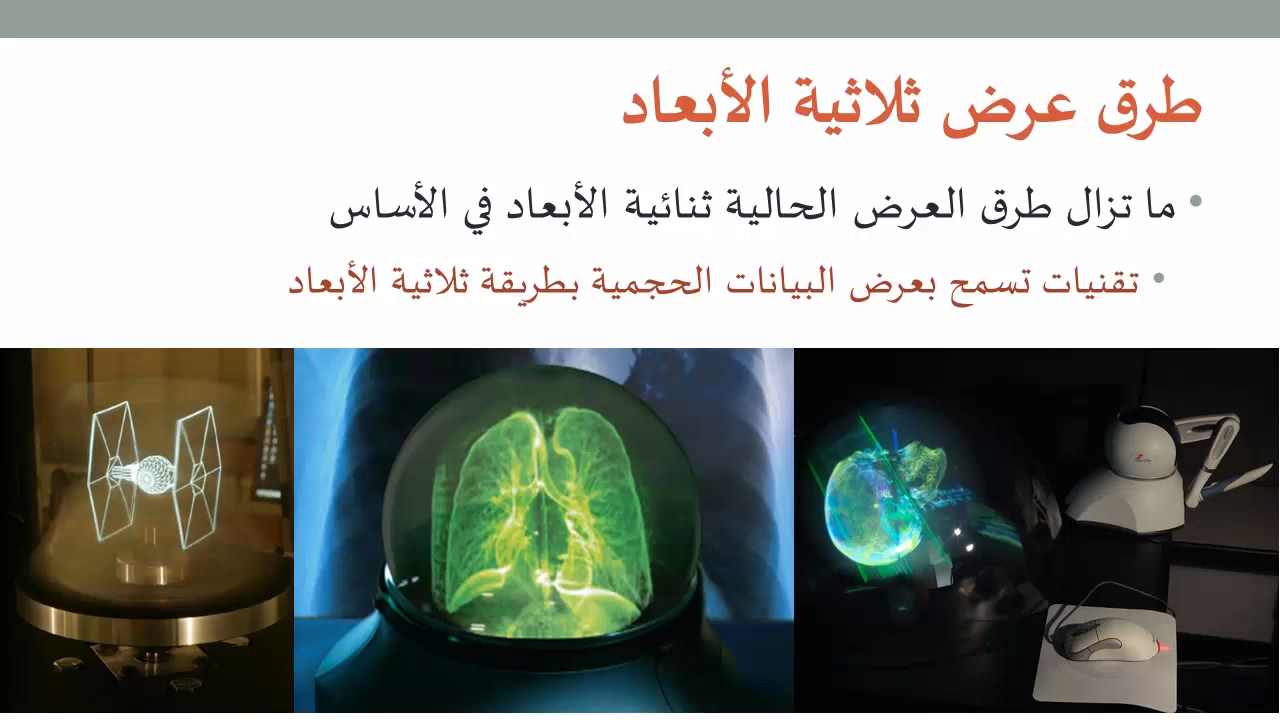 طرق عرض ثلاثية الأبعاد
• ما تزال طرق العرض الحالية ثنائية الأبعاد في الأساس
• تقنيات تسمح بعرض البيانات الحجمية بطريقة ثلاثية الأبعاد